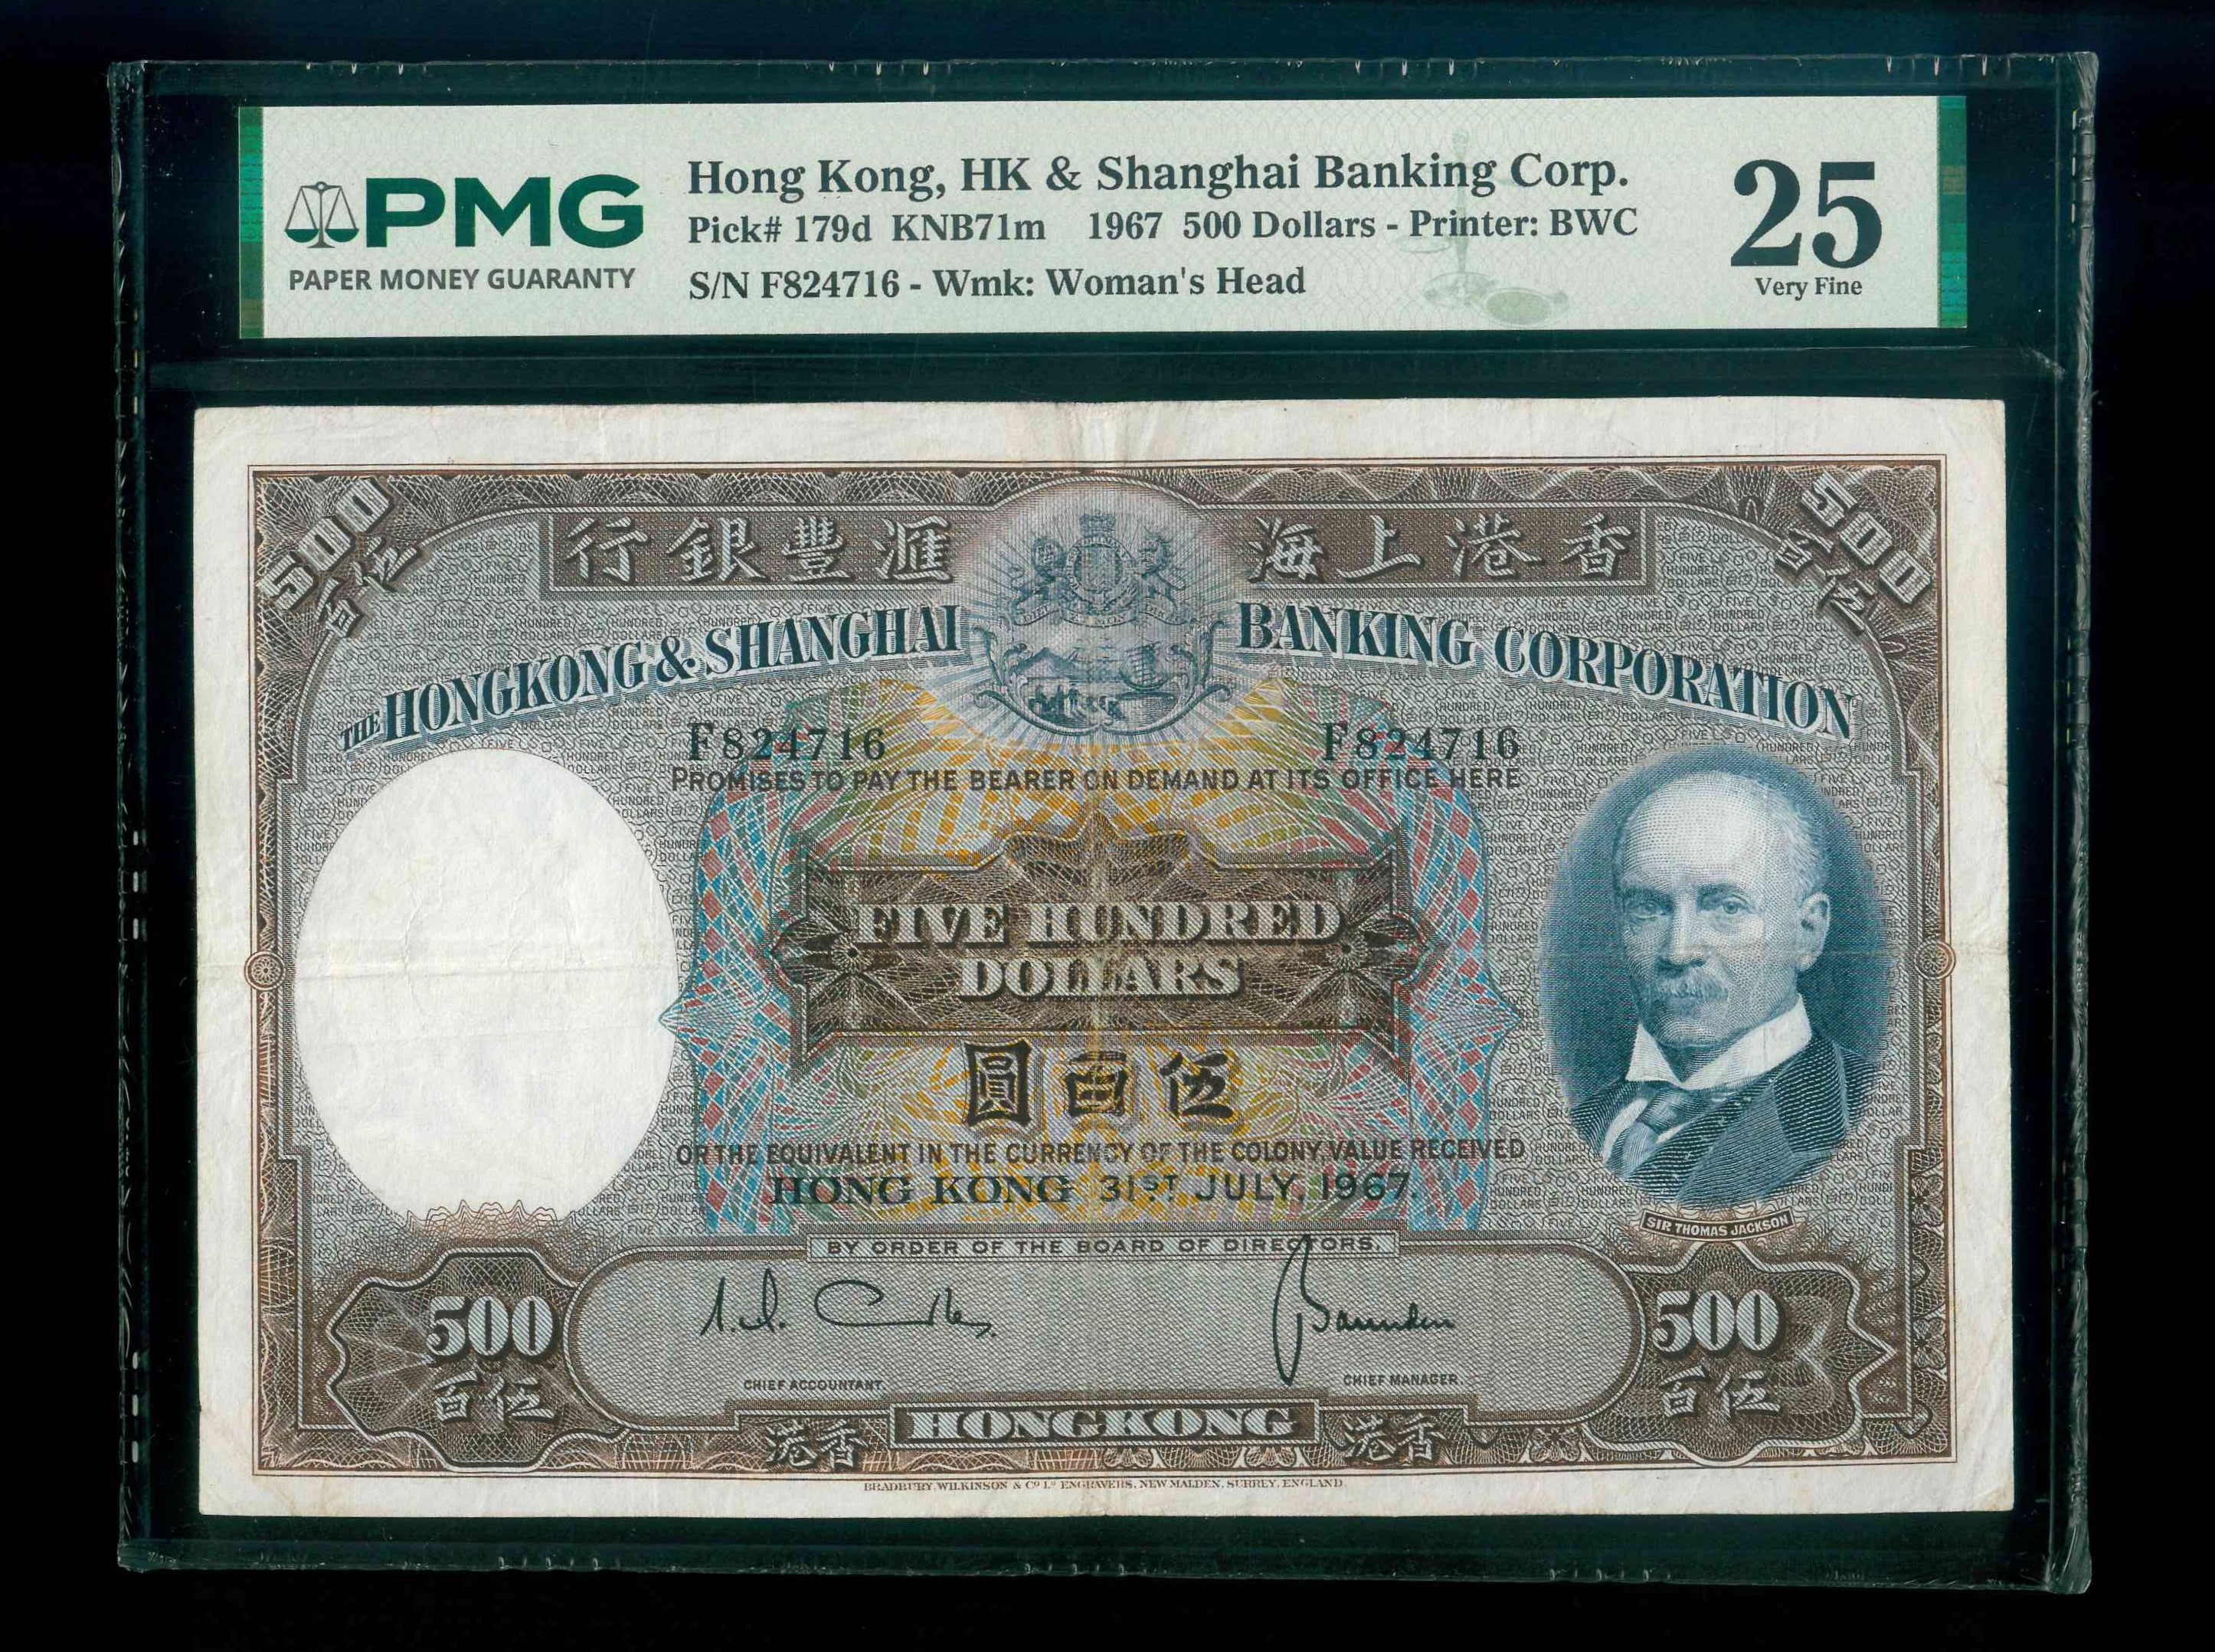 PMG
PAPER MONEY GUARANTY
Hong Kong, HK & Shanghai Banking Corp.
Pick# 179d KNB71m 1967 500 Dollars - Printer: BWC
S/N F824716 - Wmk: Woman's Head
25
Very Fine
500
百伍
行銀豐滙 海上港香
500
百伍
THE HONGKONG & SHANGHAI BANKING CORPORATION
F824716 F824716
PROMISES TO PAY THE BEARER ON DEMAND AT ITS OFFICE HERE
FIVE HUNDRED
DOLLARS
圓百伍
OR THE EQUIVALENT IN THE CURRENCY OF THE COLONY, VALUE RECEIVED
HONG KONG 31ST JULY, 1967.
SIR THOMAS JACKSON
BY ORDER OF THE BOARD OF DIRECTORS.
500
百伍
500
百伍
CHIEF ACCOUNTANT. CHIEF MANAGER.
港香 HONGKONG 港香
BRADBURY, WILKINSON & Co Ld ENGRAVERS, NEW MALDEN, SURREY, ENGLAND.